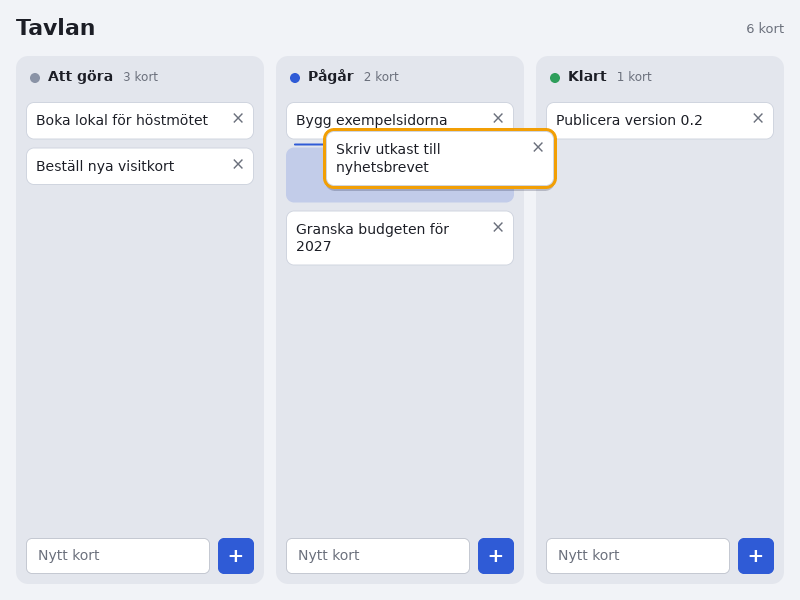 Tavlan
6 kort
Att göra 3 kort
Boka lokal för höstmötet ×
Beställ nya visitkort ×
Nytt kort +
Pågår 2 kort
Bygg exempelsidorna ×
Skriv utkast till ×
nyhetsbrevet
Granska budgeten för ×
2027
Nytt kort +
Klart 1 kort
Publicera version 0.2 ×
Nytt kort +